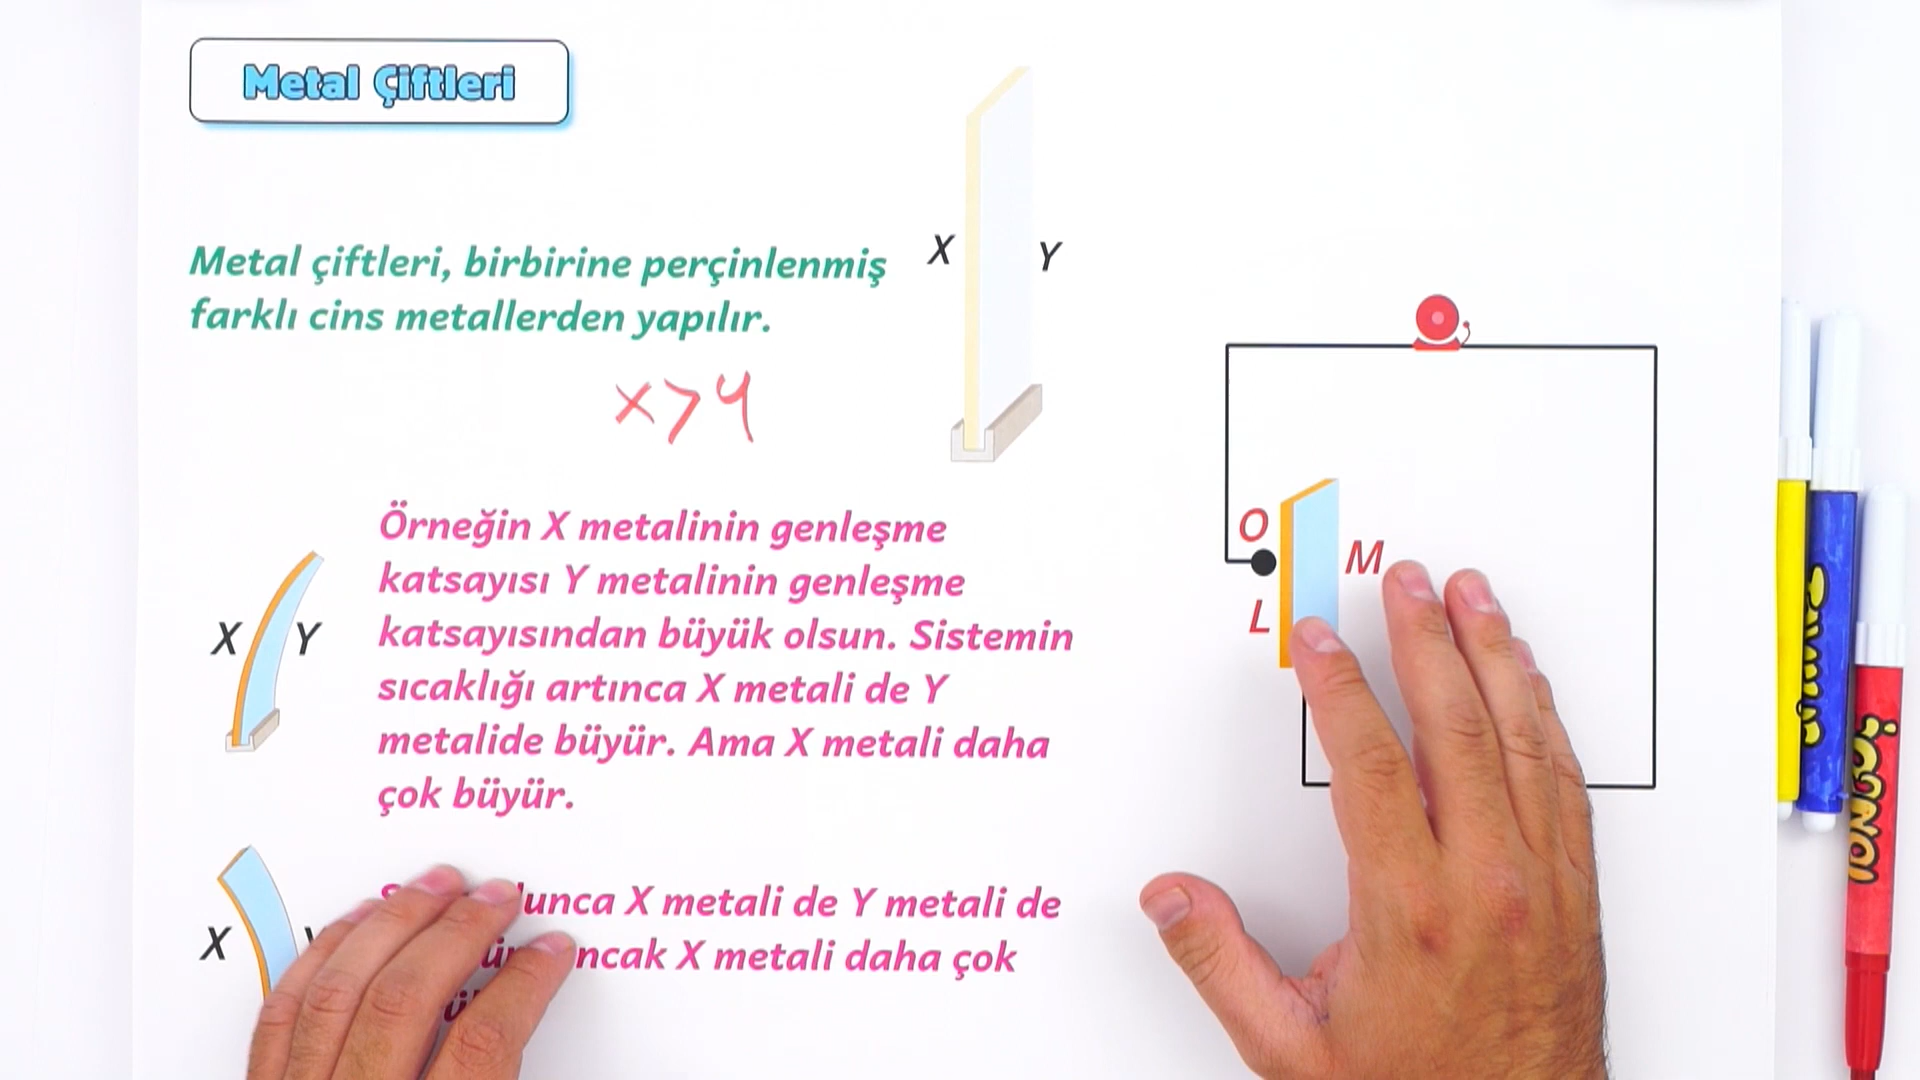 Metal Çiftleri
Metal çiftleri, birbirine perçinlenmiş
farklı cins metallerden yapılır.
X Y
x>y
Örneğin X metalinin genleşme
katsayısı Y metalinin genleşme
katsayısından büyük olsun. Sistemin
sıcaklığı artınca X metali de Y
metalide büyür. Ama X metali daha
çok büyür.
X Y
X metali de Y metali de
X metali daha çok
X
O
M
L